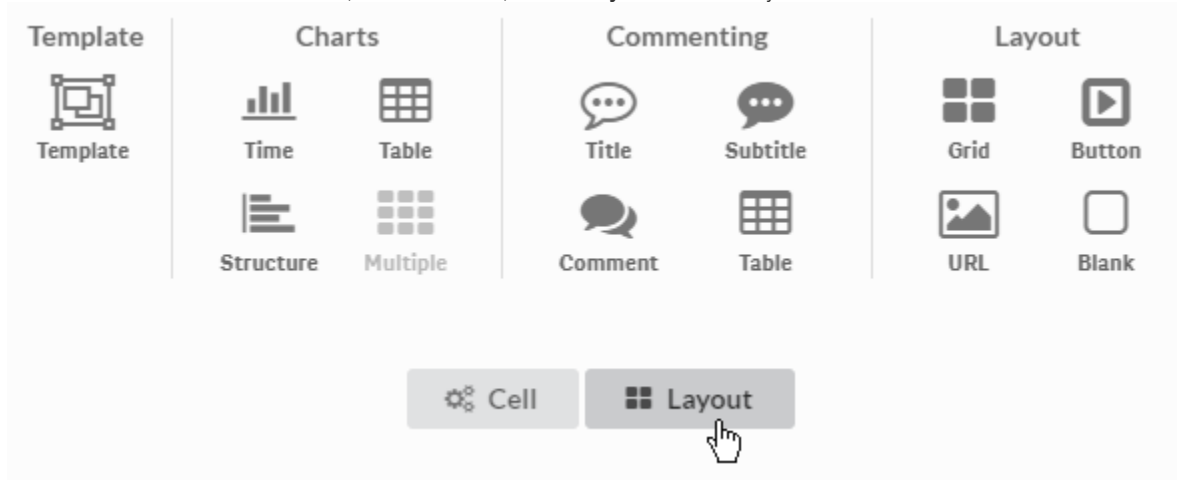 Template Charts Commenting Layout
Template Time Table Title Subtitle Grid Button
Structure Multiple Comment Table URL Blank
Cell Layout